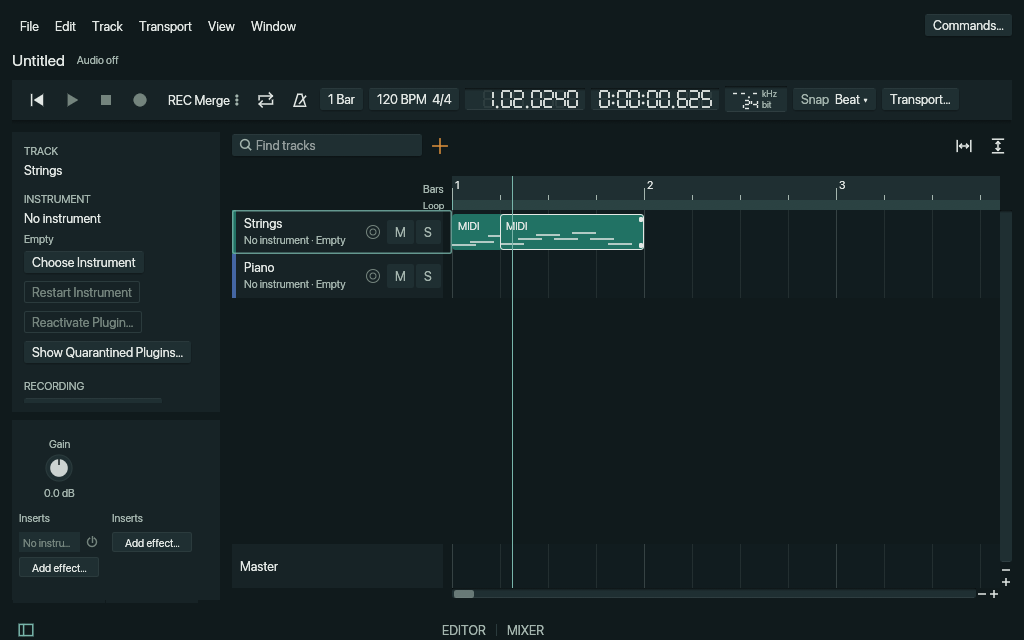 File Edit Track Transport View Window Commands...
Untitled Audio off
REC Merge 1 Bar 120 BPM 4/4 1.02.0240 0:00:00.625 --.- kHz -.24 bit Snap Beat Transport...
TRACK
Strings
INSTRUMENT
No instrument
Empty
Choose Instrument
Restart Instrument
Reactivate Plugin...
Show Quarantined Plugins...
RECORDING
Gain
0.0 dB
Inserts Inserts
No instru... Add effect...
Add effect...
Find tracks
Bars 1 2 3
Loop
Strings M S MIDI MIDI
No instrument · Empty
Piano M S
No instrument · Empty
Master
EDITOR MIXER